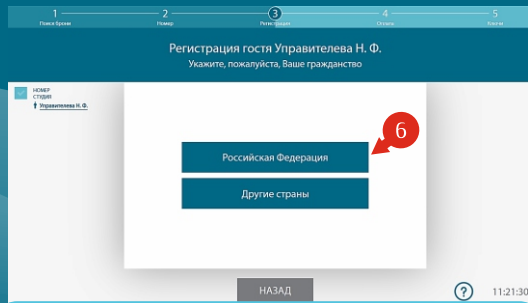 1 2 3 4 5
Поиск брони Номер Регистрация Оплата Ключи
Регистрация гостя Управителева Н. Ф.
Укажите, пожалуйста, Ваше гражданство
НОМЕР
СТУДИЯ
Управителева Н. Ф.
6
Российская Федерация
Другие страны
НАЗАД
? 11:21:30